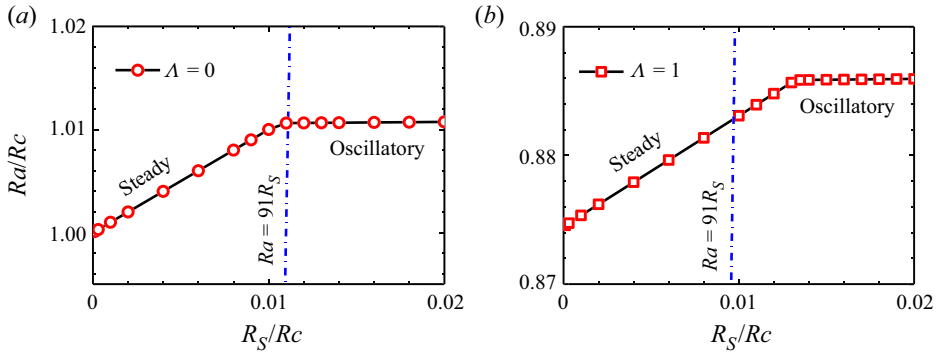 (a)
1.02
1.01
1.00
Ra/Rc
Λ = 0
Steady
Oscillatory
Ra = 91R_S
0
0.01
0.02
R_S/Rc
(b)
0.89
0.88
0.87
Λ = 1
Steady
Oscillatory
Ra = 91R_S
0
0.01
0.02
R_S/Rc